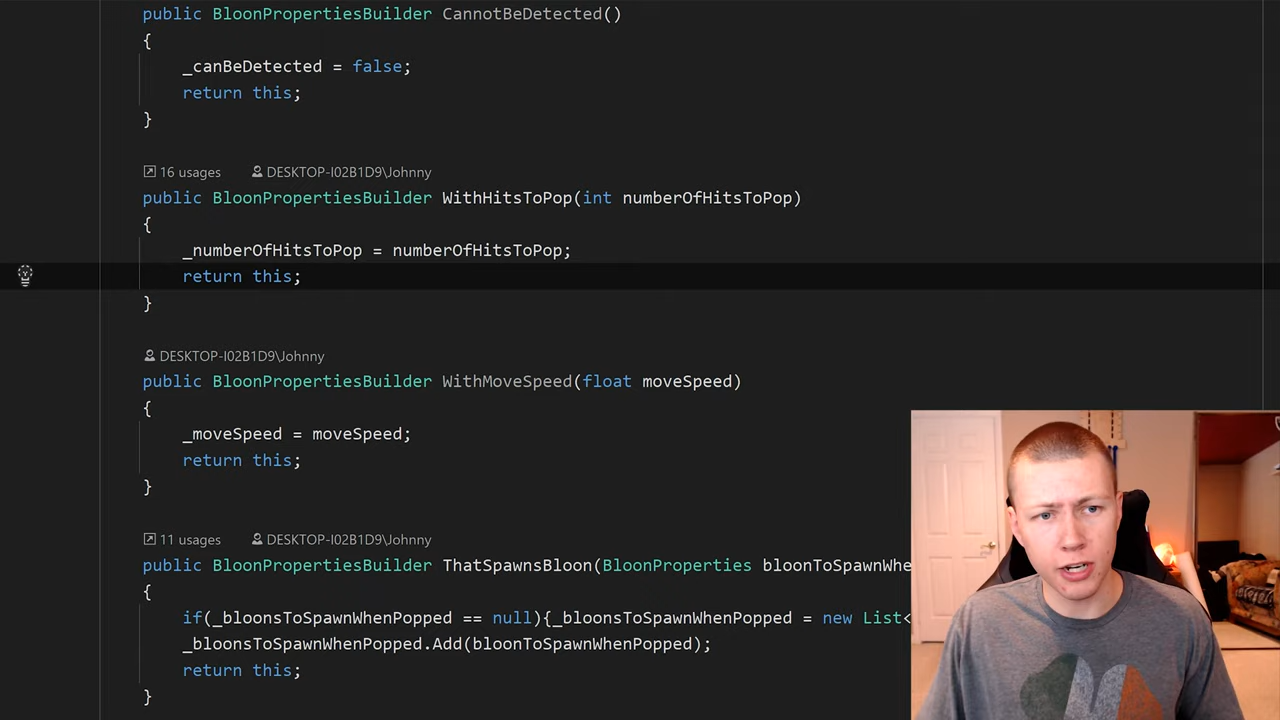 public BloonPropertiesBuilder CannotBeDetected()
{
_canBeDetected = false;
return this;
}
16 usages DESKTOP-I02B1D9\Johnny
public BloonPropertiesBuilder WithHitsToPop(int numberOfHitsToPop)
{
_numberOfHitsToPop = numberOfHitsToPop;
return this;
}
DESKTOP-I02B1D9\Johnny
public BloonPropertiesBuilder WithMoveSpeed(float moveSpeed)
{
_moveSpeed = moveSpeed;
return this;
}
11 usages DESKTOP-I02B1D9\Johnny
public BloonPropertiesBuilder ThatSpawnsBloon(BloonProperties bloonToSpawnWhe
{
if(_bloonsToSpawnWhenPopped == null){_bloonsToSpawnWhenPopped = new List<
_bloonsToSpawnWhenPopped.Add(bloonToSpawnWhenPopped);
return this;
}